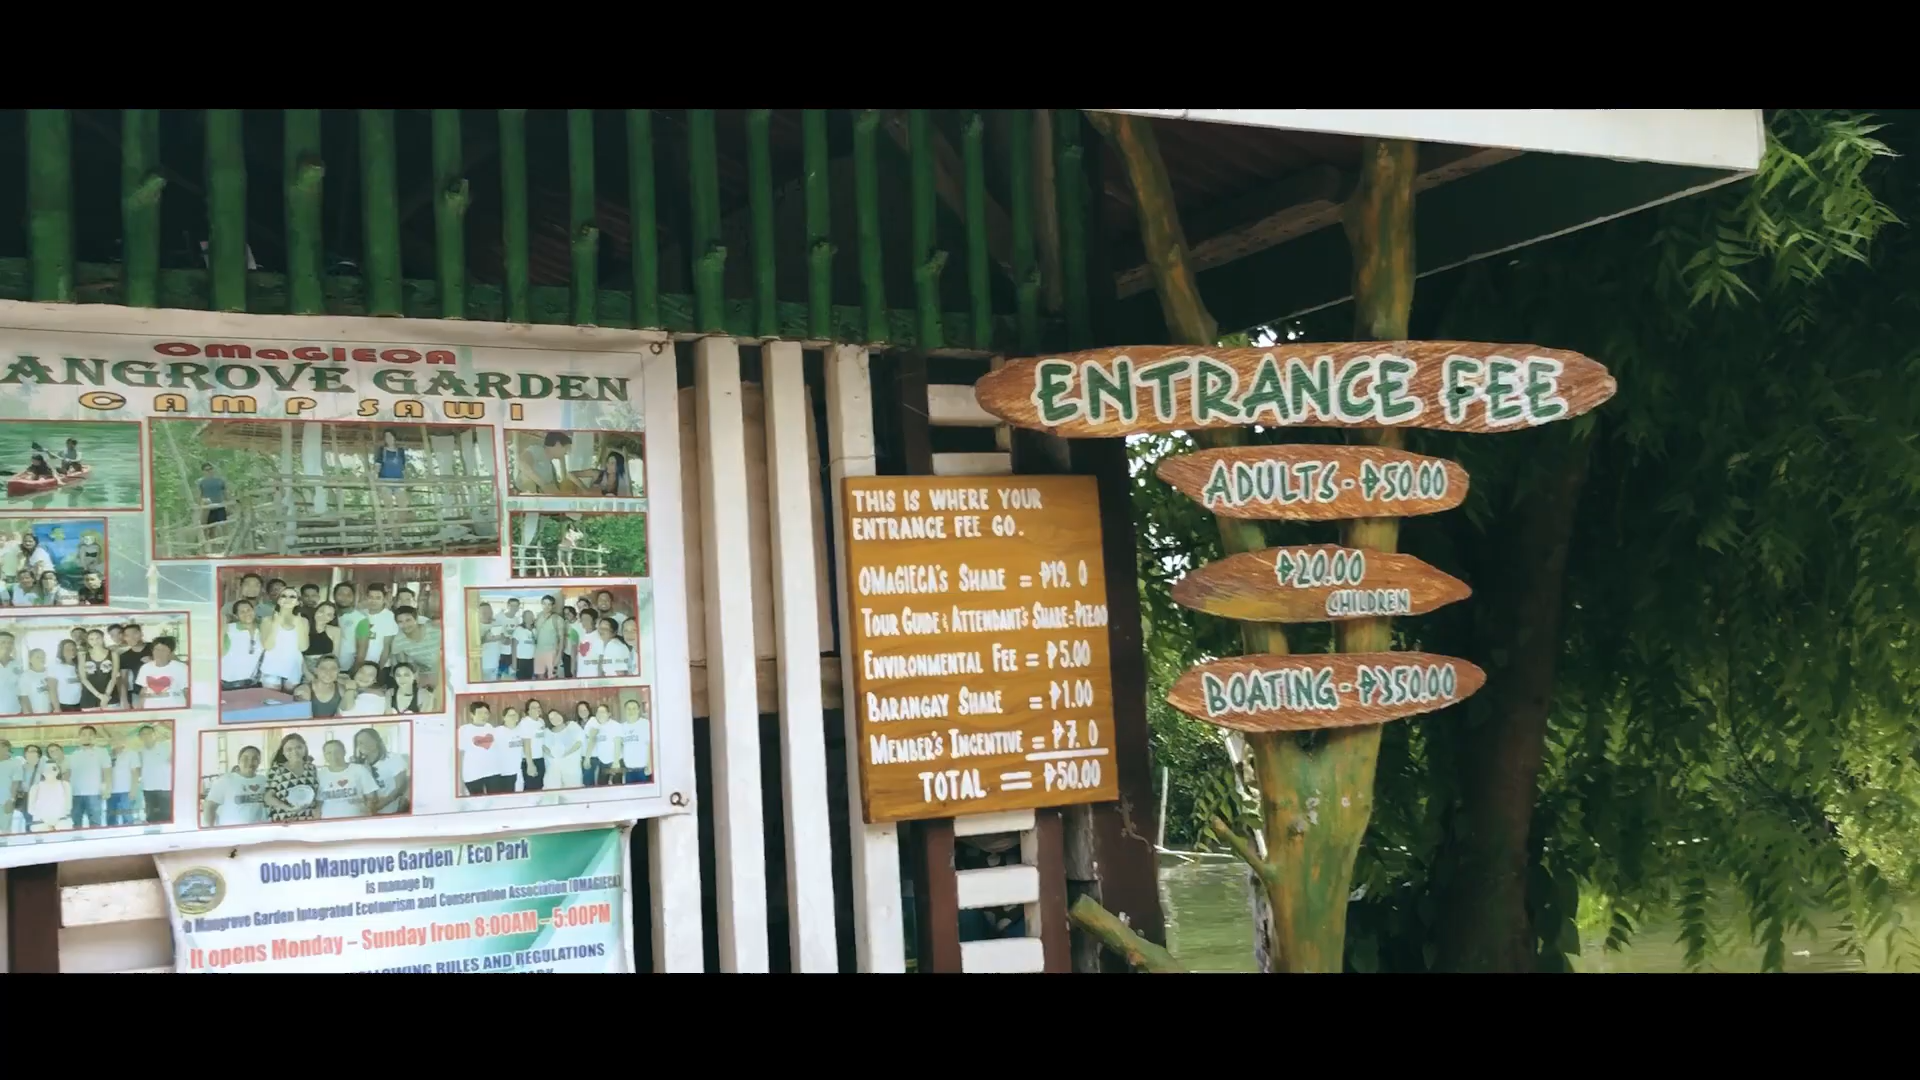 OMaGIECA
ANGROVE GARDEN
CAMP SAWI
Oboob Mangrove Garden / Eco Park
is manage by
b Mangrove Garden Integrated Ecotourism and Conservation Association (OMAGIECA)
It opens Monday – Sunday from 8:00AM – 5:00PM
RULES AND REGULATIONS
THIS IS WHERE YOUR
ENTRANCE FEE GO.
OMaGIECA'S SHARE = ₱19. 0
TOUR GUIDE & ATTENDANT'S SHARE = ₱17.00
ENVIRONMENTAL FEE = ₱5.00
BARANGAY SHARE = ₱1.00
MEMBER'S INCENTIVE = ₱7. 0
TOTAL = ₱50.00
ENTRANCE FEE
ADULTS - ₱50.00
₱20.00
CHILDREN
BOATING - ₱350.00